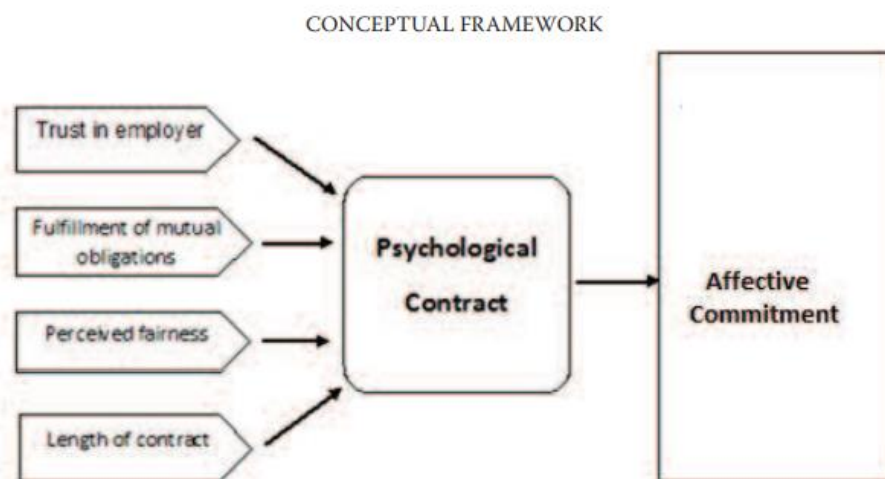 CONCEPTUAL FRAMEWORK
Trust in employer
Fulfillment of mutual
obligations
Perceived fairness
Length of contract
Psychological
Contract
Affective
Commitment